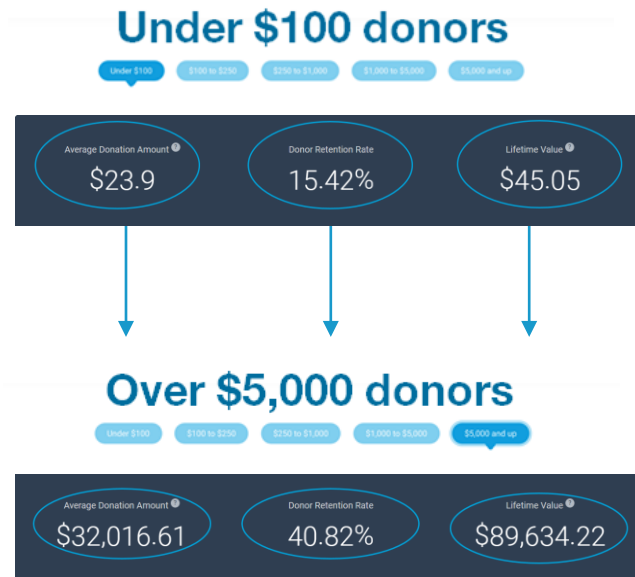 Under $100 donors
Under $100 $100 to $250 $250 to $1,000 $1,000 to $5,000 $5,000 and up
Average Donation Amount ? Donor Retention Rate Lifetime Value ?
$23.9 15.42% $45.05
Over $5,000 donors
Under $100 $100 to $250 $250 to $1,000 $1,000 to $5,000 $5,000 and up
Average Donation Amount ? Donor Retention Rate Lifetime Value ?
$32,016.61 40.82% $89,634.22